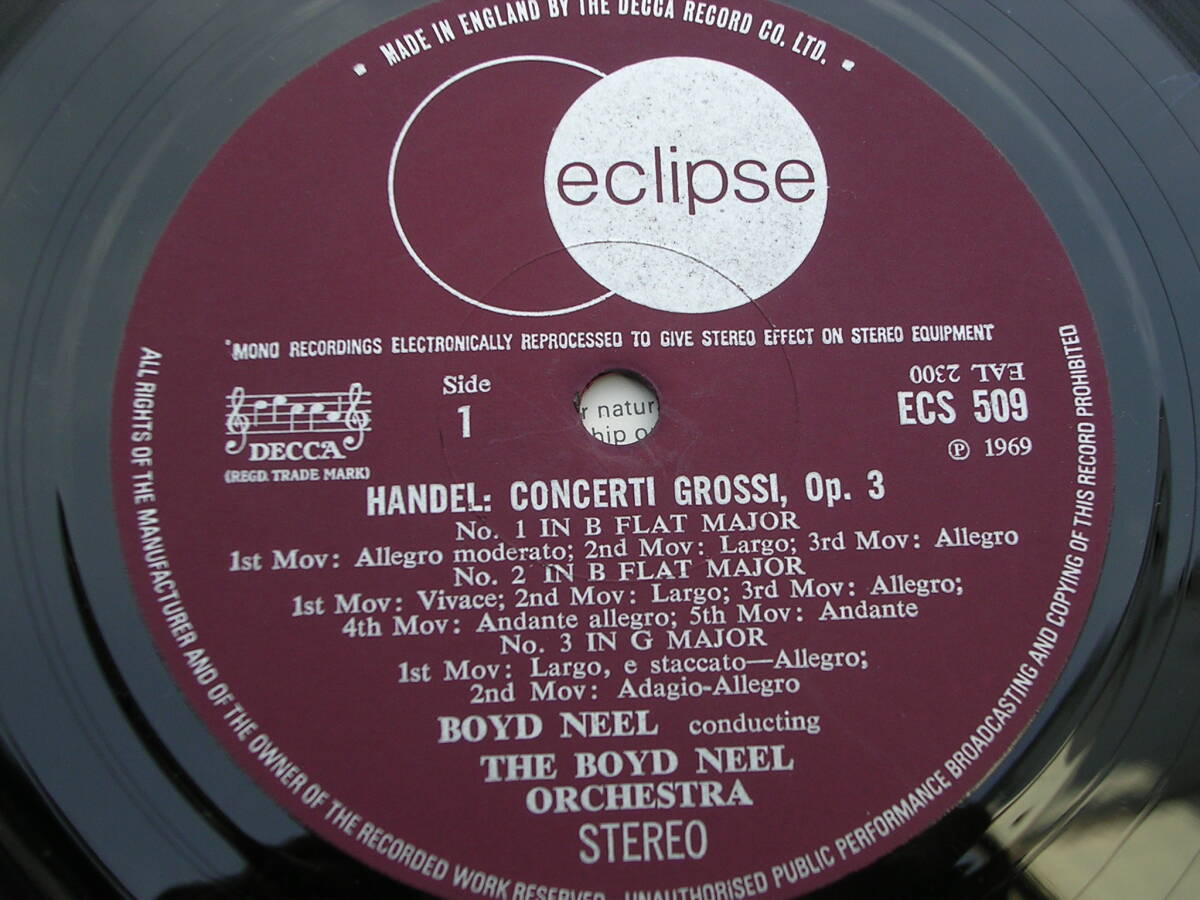 MADE IN ENGLAND BY THE DECCA RECORD CO. LTD.
eclipse
MONO RECORDINGS ELECTRONICALLY REPROCESSED TO GIVE STEREO EFFECT ON STEREO EQUIPMENT
DECCA
(REGD. TRADE MARK)
Side
1
r natur
hip o
EAL 2300
ECS 509
℗ 1969
HANDEL: CONCERTI GROSSI, Op. 3
No. 1 IN B FLAT MAJOR
1st Mov: Allegro moderato; 2nd Mov: Largo; 3rd Mov: Allegro
No. 2 IN B FLAT MAJOR
1st Mov: Vivace; 2nd Mov: Largo; 3rd Mov: Allegro;
4th Mov: Andante allegro; 5th Mov: Andante
No. 3 IN G MAJOR
1st Mov: Largo, e staccato—Allegro;
2nd Mov: Adagio-Allegro
BOYD NEEL conducting
THE BOYD NEEL
ORCHESTRA
STEREO
ALL RIGHTS OF THE MANUFACTURER AND OF THE OWNER OF THE RECORDED WORK RESERVED UNAUTHORISED PUBLIC PERFORMANCE BROADCASTING AND COPYING OF THIS RECORD PROHIBITED